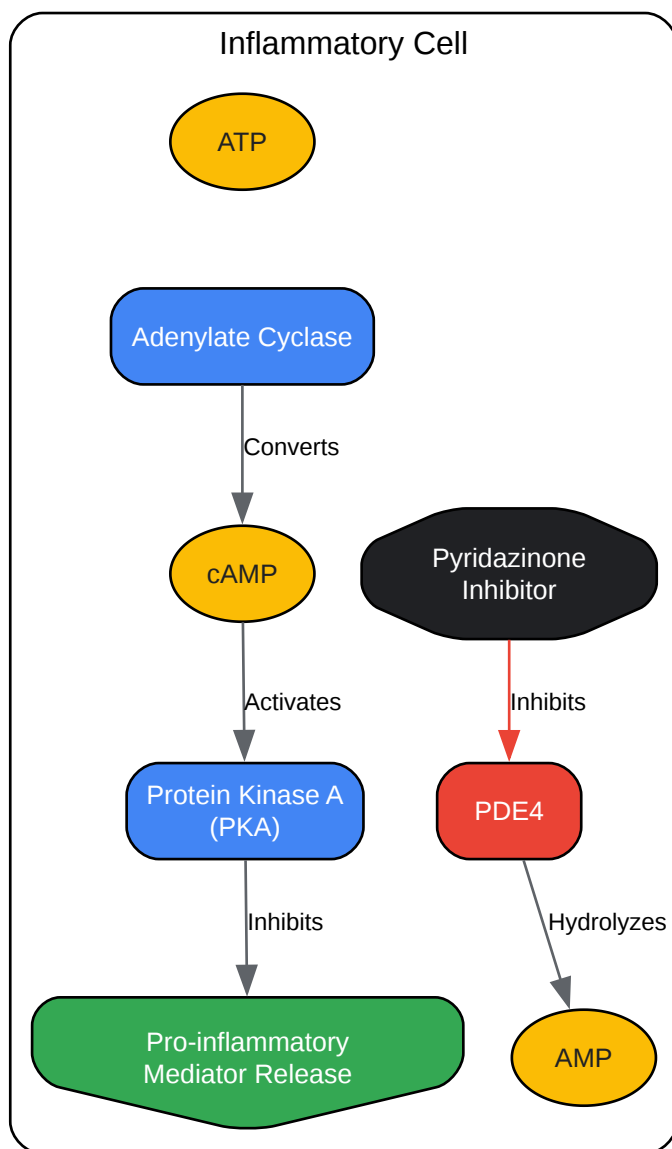 Inflammatory Cell
ATP
Adenylate Cyclase
Converts
cAMP
Pyridazinone
Inhibitor
Activates
Inhibits
Protein Kinase A
(PKA)
PDE4
Inhibits
Hydrolyzes
Pro-inflammatory
Mediator Release
AMP